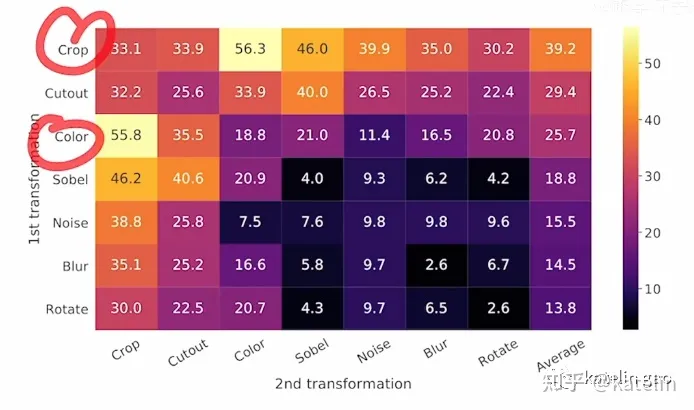 Crop 33.1 33.9 56.3 46.0 39.9 35.0 30.2 39.2
Cutout 32.2 25.6 33.9 40.0 26.5 25.2 22.4 29.4
Color 55.8 35.5 18.8 21.0 11.4 16.5 20.8 25.7
Sobel 46.2 40.6 20.9 4.0 9.3 6.2 4.2 18.8
Noise 38.8 25.8 7.5 7.6 9.8 9.8 9.6 15.5
Blur 35.1 25.2 16.6 5.8 9.7 2.6 6.7 14.5
Rotate 30.0 22.5 20.7 4.3 9.7 6.5 2.6 13.8
Crop Cutout Color Sobel Noise Blur Rotate Average
1st transformation
2nd transformation
50
40
30
20
10
知乎 @katelin